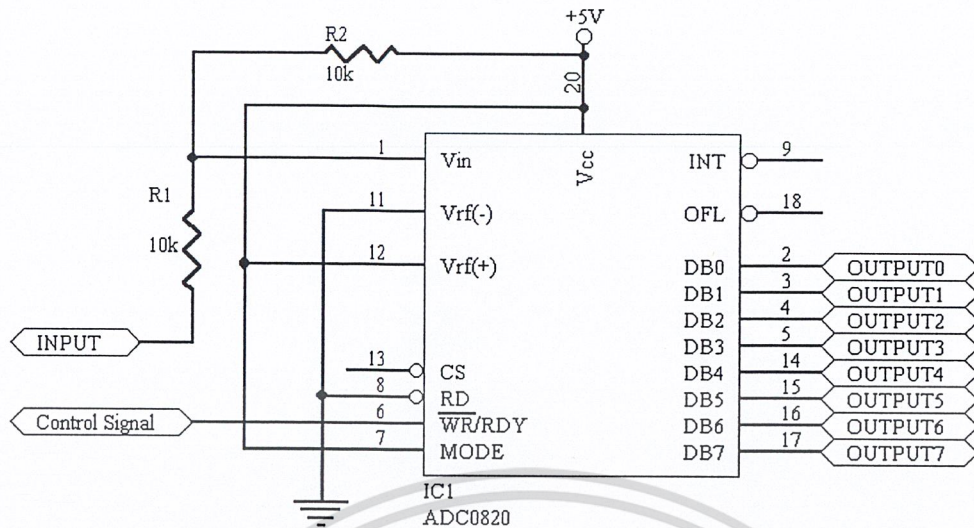 +5V
R2
10k
20
1
Vin
Vcc
INT
9
R1
10k
11
Vrf(-)
OFL
18
12
Vrf(+)
DB0
2
OUTPUT0
DB1
3
OUTPUT1
DB2
4
OUTPUT2
INPUT
DB3
5
OUTPUT3
13
CS
DB4
14
OUTPUT4
8
RD
DB5
15
OUTPUT5
Control Signal
6
WR/RDY
DB6
16
OUTPUT6
7
MODE
DB7
17
OUTPUT7
IC1
ADC0820